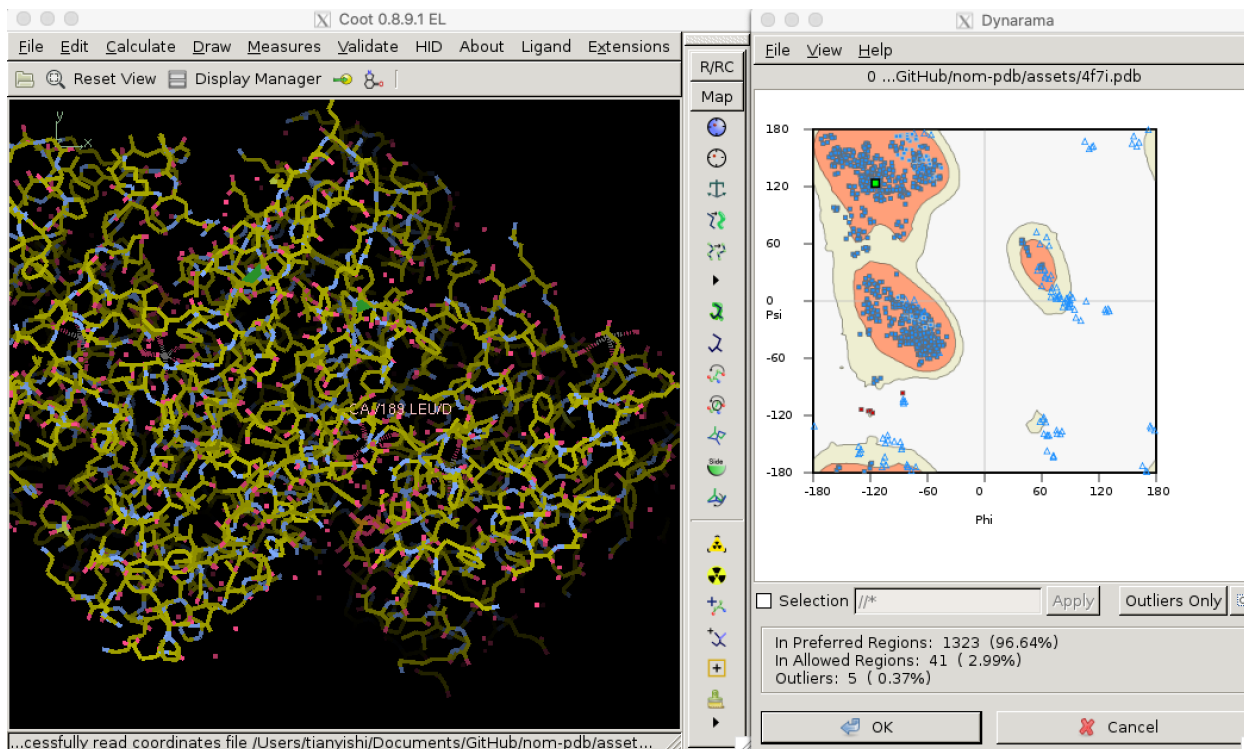 Coot 0.8.9.1 EL
File Edit Calculate Draw Measures Validate HID About Ligand Extensions
Reset View Display Manager
y
x
CA //189 LEU/D
...cessfully read coordinates file /Users/tianyishi/Documents/GitHub/nom-pdb/asset...
R/RC
Map
Side
Dynarama
File View Help
0 ...GitHub/nom-pdb/assets/4f7i.pdb
180
120
60
0
Psi
-60
-120
-180
-180 -120 -60 0 60 120 180
Phi
Selection //* Apply Outliers Only
In Preferred Regions: 1323 (96.64%)
In Allowed Regions: 41 ( 2.99%)
Outliers: 5 ( 0.37%)
OK Cancel